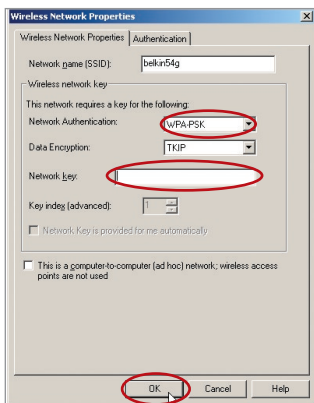 Wireless Network Properties
Wireless Network Properties Authentication
Network name (SSID): belkin54g
Wireless network key
This network requires a key for the following:
Network Authentication: WPA-PSK
Data Encryption: TKIP
Network key:
Key index (advanced): 1
Network Key is provided for me automatically
This is a computer-to-computer (ad hoc) network; wireless access
points are not used
OK Cancel Help